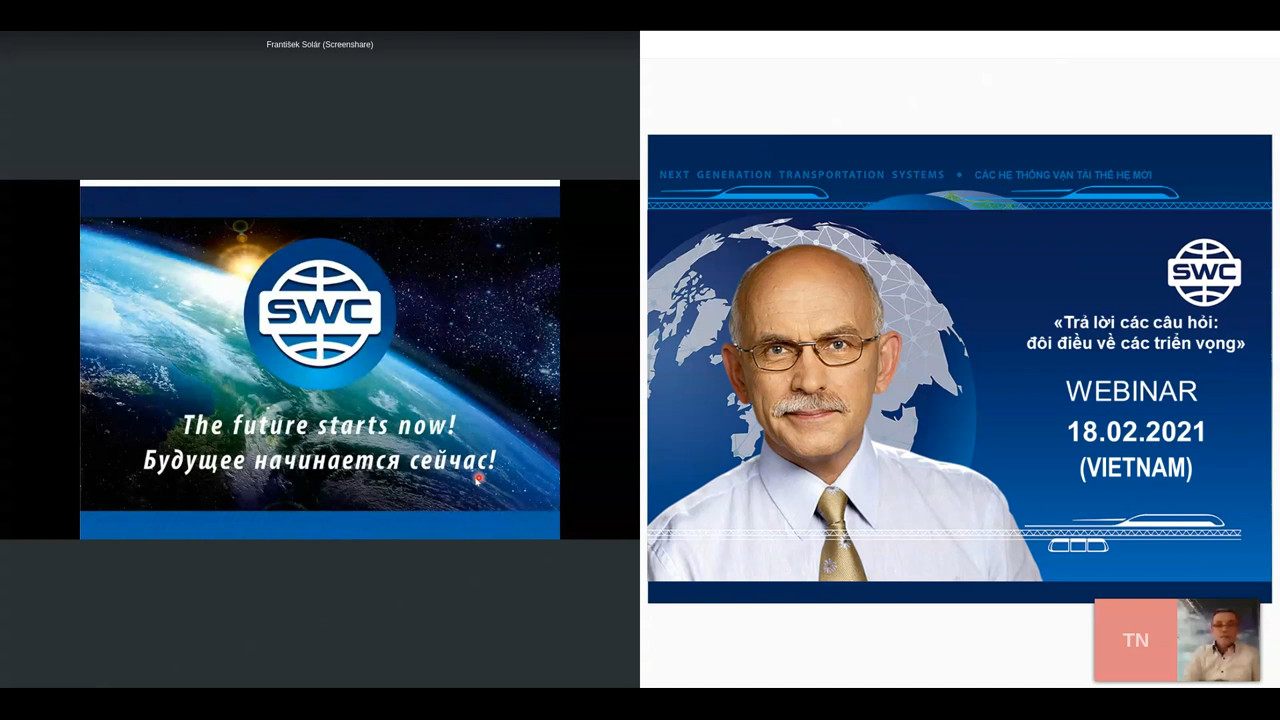 František Solár (Screenshare)
SWC
The future starts now!
Будущее начинается сейчас!
NEXT GENERATION TRANSPORTATION SYSTEMS • CÁC HỆ THỐNG VẬN TẢI THẾ HỆ MỚI
SWC
«Trả lời các câu hỏi:
đôi điều về các triển vọng»
WEBINAR
18.02.2021
(VIETNAM)
TN